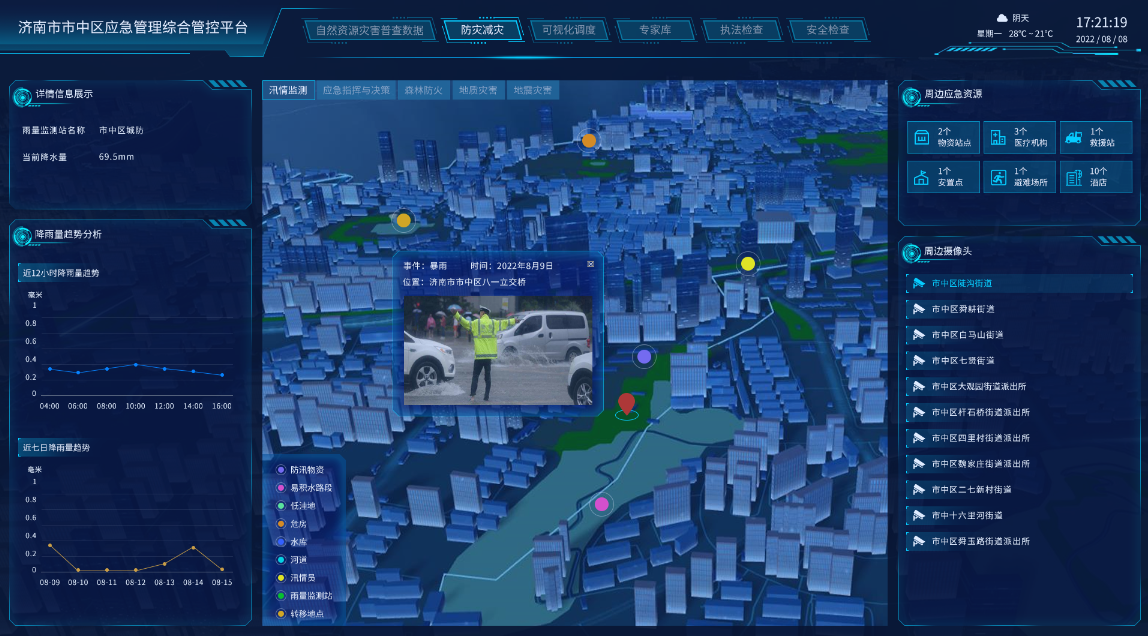 济南市市中区应急管理综合管控平台
自然资源灾害普查数据
防灾减灾
可视化调度
专家库
执法检查
安全检查
阴天
星期一 28℃ ~ 21℃
17:21:19
2022 / 08 / 08
详情信息展示
雨量监测站名称 市中区城防
当前降水量 69.5mm
降雨量趋势分析
近12小时降雨量趋势
毫米
1
0.8
0.6
0.4
0.2
0
04:00 06:00 08:00 10:00 12:00 14:00 16:00
近七日降雨量趋势
毫米
1
0.8
0.6
0.4
0.2
0
08-09 08-10 08-11 08-12 08-13 08-14 08-15
汛情监测
应急指挥与决策
森林防火
地质灾害
地震灾害
事件：暴雨 时间：2022年8月9日
位置：济南市市中区八一立交桥
防汛物资
易积水路段
低洼地
危房
水库
河道
汛情员
雨量监测站
转移地点
周边应急资源
2个
物资站点
3个
医疗机构
1个
救援站
1个
安置点
1个
避难场所
10个
酒店
周边摄像头
市中区陡沟街道
市中区舜耕街道
市中区白马山街道
市中区七贤街道
市中区大观园街道派出所
市中区杆石桥街道派出所
市中区四里村街道派出所
市中区魏家庄街道派出所
市中区二七新村街道
市中十六里河街道
市中区舜玉路街道派出所